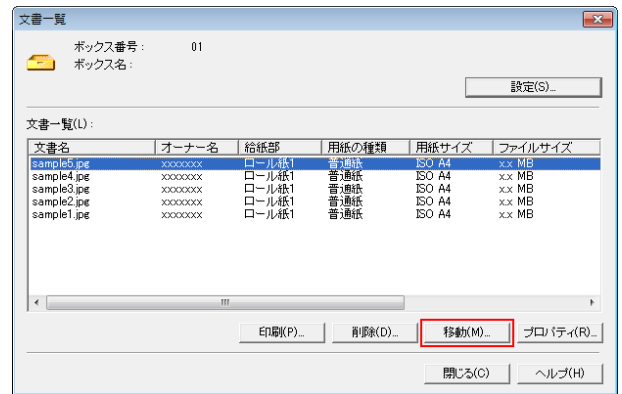 文書一覧
ボックス番号： 01
ボックス名：
設定(S)...
文書一覧(L)：
文書名 オーナー名 給紙部 用紙の種類 用紙サイズ ファイルサイズ
sample5.jpg xxxxxxx ロール紙1 普通紙 ISO A4 x.x MB
sample4.jpg xxxxxxx ロール紙1 普通紙 ISO A4 x.x MB
sample3.jpg xxxxxxx ロール紙1 普通紙 ISO A4 x.x MB
sample2.jpg xxxxxxx ロール紙1 普通紙 ISO A4 x.x MB
sample1.jpg xxxxxxx ロール紙1 普通紙 ISO A4 x.x MB
印刷(P)... 削除(D)... 移動(M)... プロパティ(R)...
閉じる(C) ヘルプ(H)